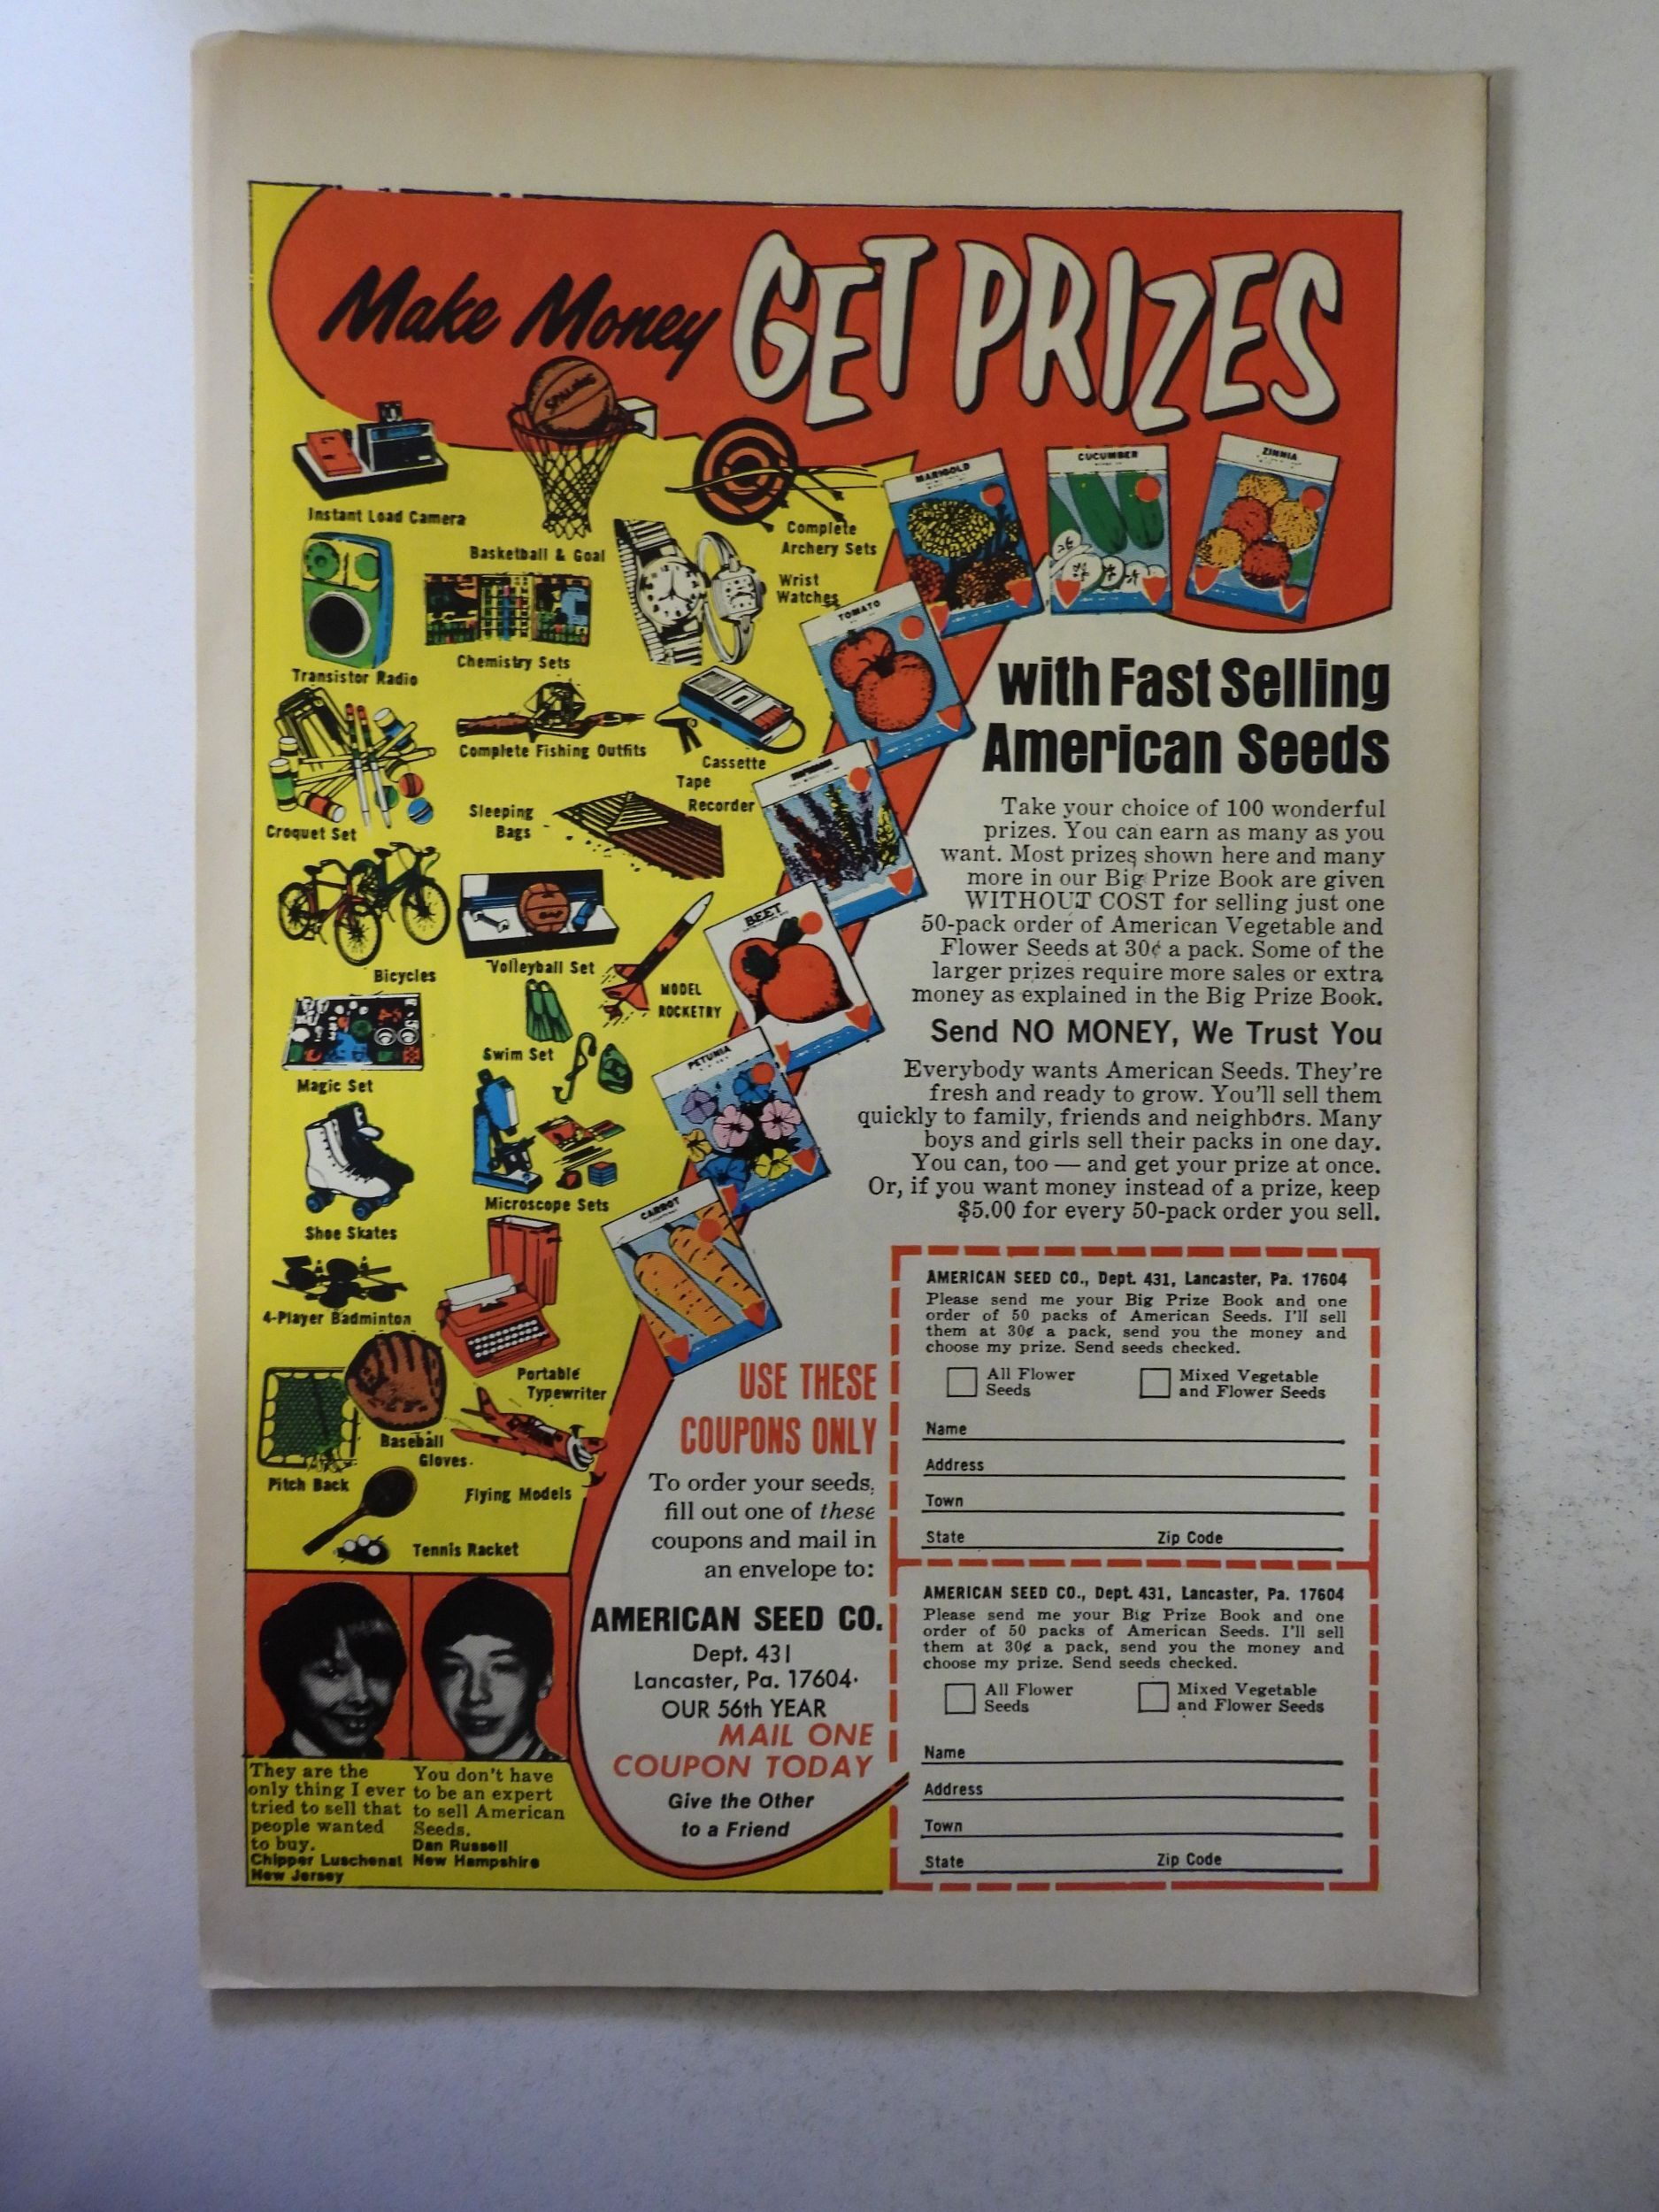 Make Money GET PRIZES
SPALDING
Instant Load Camera
Basketball & Goal
Complete
Archery Sets
Wrist
Watches
Transistor Radio
Chemistry Sets
Complete Fishing Outfits
Cassette
Tape
Recorder
Croquet Set
Sleeping
Bags
Bicycles
Volleyball Set
MODEL
ROCKETRY
Magic Set
Swim Set
Microscope Sets
Shoe Skates
4-Player Badminton
Portable
Typewriter
Baseball
Gloves
Pitch Back
Flying Models
Tennis Racket
MARIGOLD
CUCUMBER
ZINNIA
TOMATO
BEET
PETUNIA
CARROT
with Fast Selling
American Seeds
Take your choice of 100 wonderful
prizes. You can earn as many as you
want. Most prizes shown here and many
more in our Big Prize Book are given
WITHOUT COST for selling just one
50-pack order of American Vegetable and
Flower Seeds at 30¢ a pack. Some of the
larger prizes require more sales or extra
money as explained in the Big Prize Book.
Send NO MONEY, We Trust You
Everybody wants American Seeds. They're
fresh and ready to grow. You'll sell them
quickly to family, friends and neighbors. Many
boys and girls sell their packs in one day.
You can, too — and get your prize at once.
Or, if you want money instead of a prize, keep
$5.00 for every 50-pack order you sell.
USE THESE
COUPONS ONLY
To order your seeds,
fill out one of these
coupons and mail in
an envelope to:
AMERICAN SEED CO.
Dept. 431
Lancaster, Pa. 17604
OUR 56th YEAR
MAIL ONE
COUPON TODAY
Give the Other
to a Friend
AMERICAN SEED CO., Dept. 431, Lancaster, Pa. 17604
Please send me your Big Prize Book and one
order of 50 packs of American Seeds. I'll sell
them at 30¢ a pack, send you the money and
choose my prize. Send seeds checked.
All Flower
Seeds
Mixed Vegetable
and Flower Seeds
Name
Address
Town
State Zip Code
AMERICAN SEED CO., Dept. 431, Lancaster, Pa. 17604
Please send me your Big Prize Book and one
order of 50 packs of American Seeds. I'll sell
them at 30¢ a pack, send you the money and
choose my prize. Send seeds checked.
All Flower
Seeds
Mixed Vegetable
and Flower Seeds
Name
Address
Town
State Zip Code
They are the
only thing I ever
tried to sell that
people wanted
to buy.
Chipper Luschenat
New Jersey
You don't have
to be an expert
to sell American
Seeds.
Dan Russell
New Hampshire